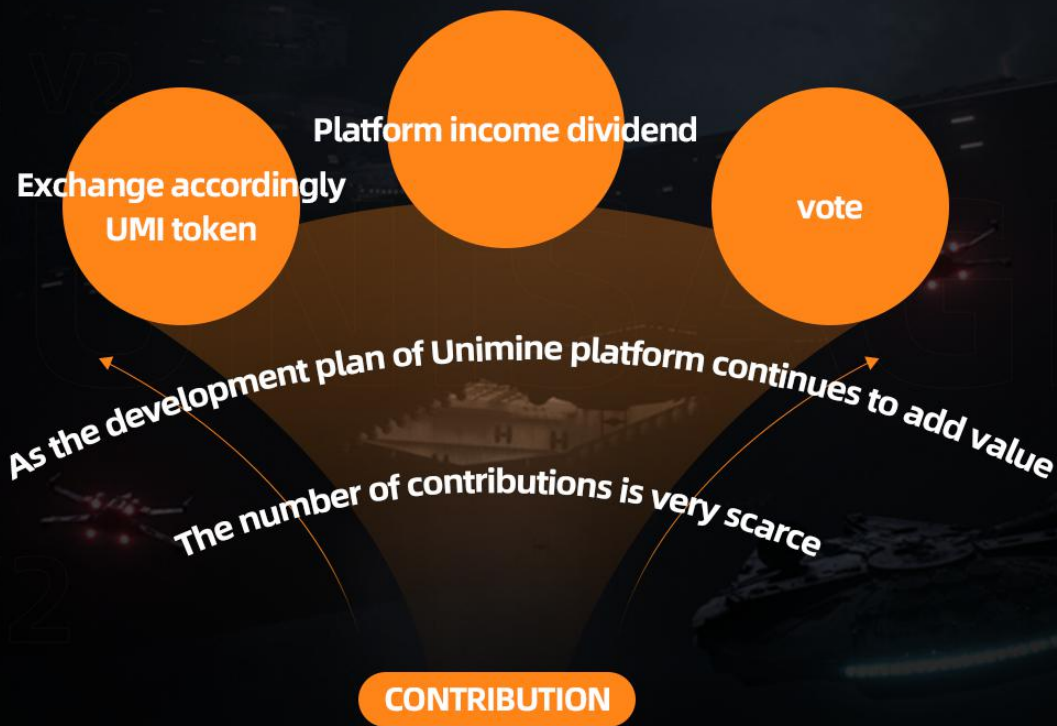 Platform income dividend
Exchange accordingly
UMI token
vote
As the development plan of Unimine platform continues to add value
The number of contributions is very scarce
CONTRIBUTION